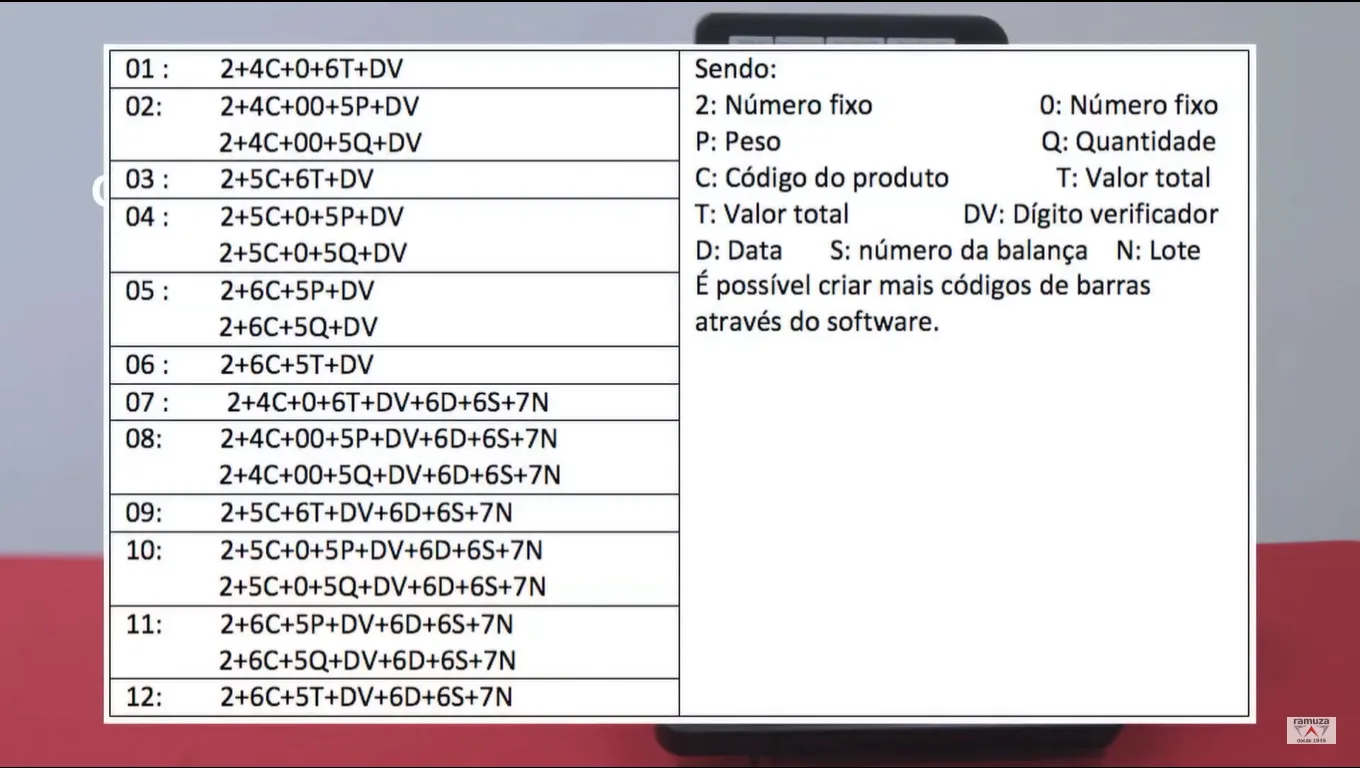 01 : 2+4C+0+6T+DV
02: 2+4C+00+5P+DV
2+4C+00+5Q+DV
03 : 2+5C+6T+DV
04 : 2+5C+0+5P+DV
2+5C+0+5Q+DV
05 : 2+6C+5P+DV
2+6C+5Q+DV
06 : 2+6C+5T+DV
07 : 2+4C+0+6T+DV+6D+6S+7N
08: 2+4C+00+5P+DV+6D+6S+7N
2+4C+00+5Q+DV+6D+6S+7N
09: 2+5C+6T+DV+6D+6S+7N
10: 2+5C+0+5P+DV+6D+6S+7N
2+5C+0+5Q+DV+6D+6S+7N
11: 2+6C+5P+DV+6D+6S+7N
2+6C+5Q+DV+6D+6S+7N
12: 2+6C+5T+DV+6D+6S+7N
Sendo:
2: Número fixo 0: Número fixo
P: Peso Q: Quantidade
C: Código do produto T: Valor total
T: Valor total DV: Dígito verificador
D: Data S: número da balança N: Lote
É possível criar mais códigos de barras
através do software.
ramuza
desde 1946